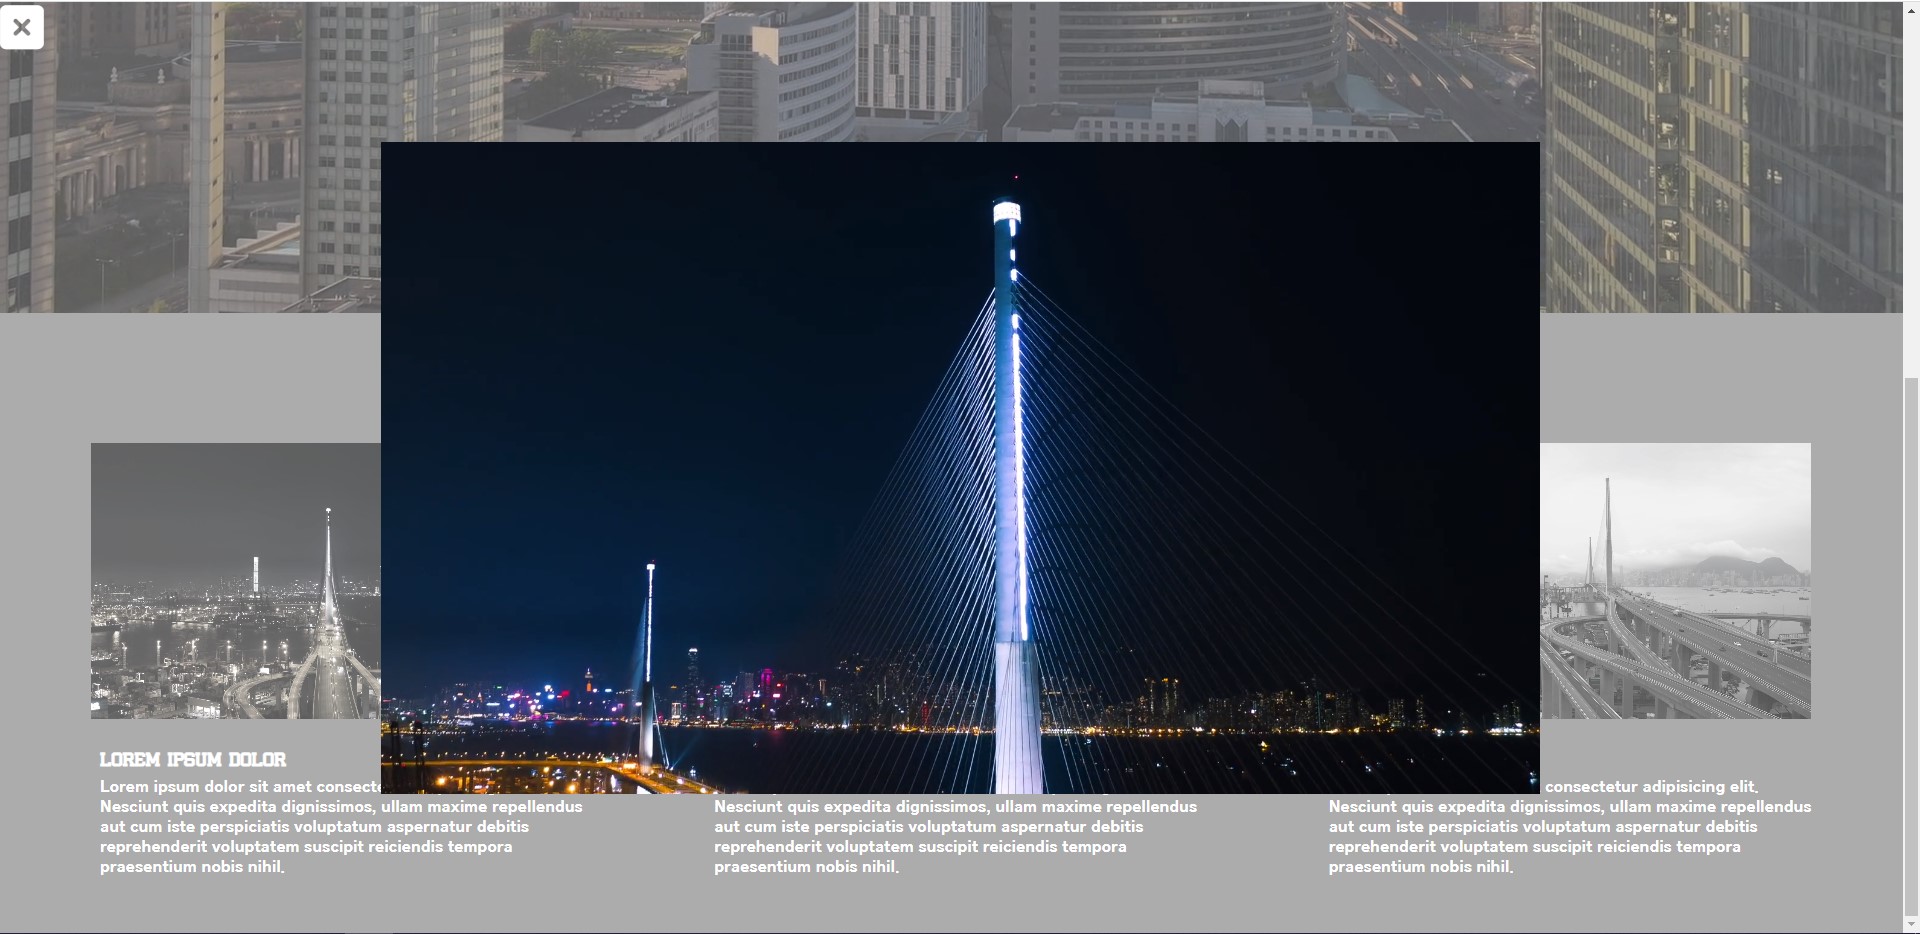 LOREM IPSUM DOLOR
Lorem ipsum dolor sit amet
Nesciunt quis expedita dignissimos, ullam maxime repellendus
aut cum iste perspiciatis voluptatum aspernatur debitis
reprehenderit voluptatem suscipit reiciendis tempora
praesentium nobis nihil.
Nesciunt quis expedita dignissimos, ullam maxime repellendus
aut cum iste perspiciatis voluptatum aspernatur debitis
reprehenderit voluptatem suscipit reiciendis tempora
praesentium nobis nihil.
consectetur adipisicing elit.
Nesciunt quis expedita dignissimos, ullam maxime repellendus
aut cum iste perspiciatis voluptatum aspernatur debitis
reprehenderit voluptatem suscipit reiciendis tempora
praesentium nobis nihil.